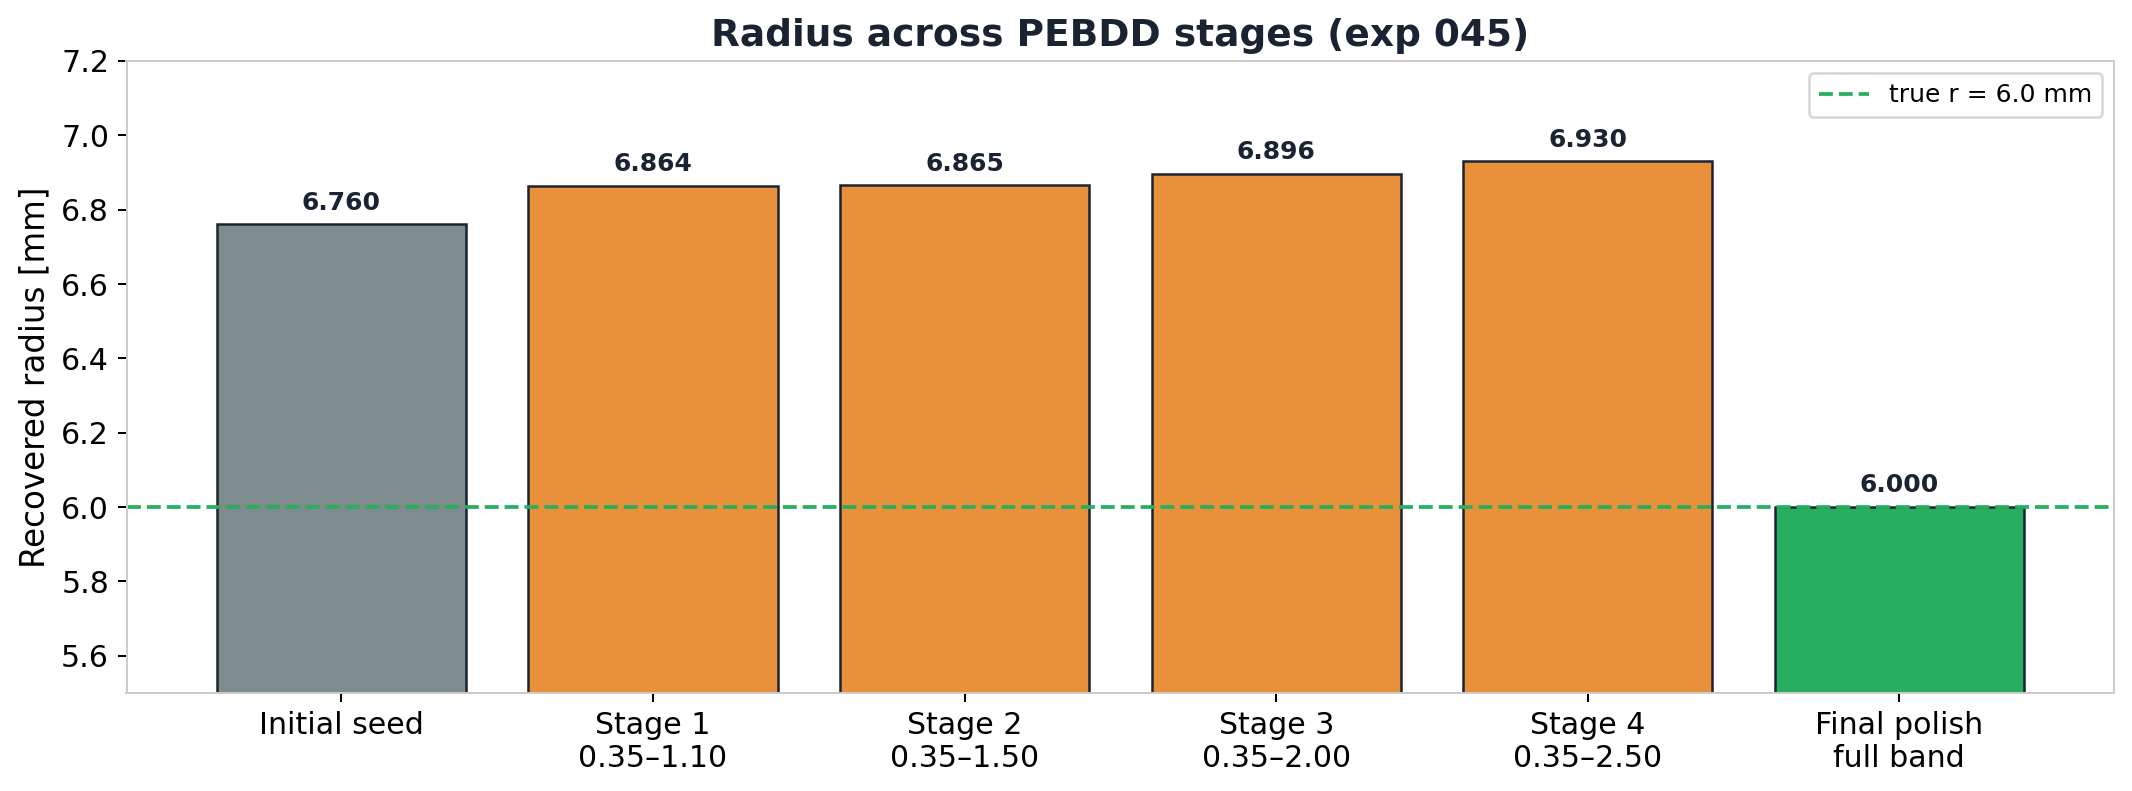 Radius across PEBDD stages (exp 045)
true r = 6.0 mm
Recovered radius [mm]
7.2
7.0
6.8
6.6
6.4
6.2
6.0
5.8
5.6
6.760
6.864
6.865
6.896
6.930
6.000
Initial seed
Stage 1
0.35–1.10
Stage 2
0.35–1.50
Stage 3
0.35–2.00
Stage 4
0.35–2.50
Final polish
full band